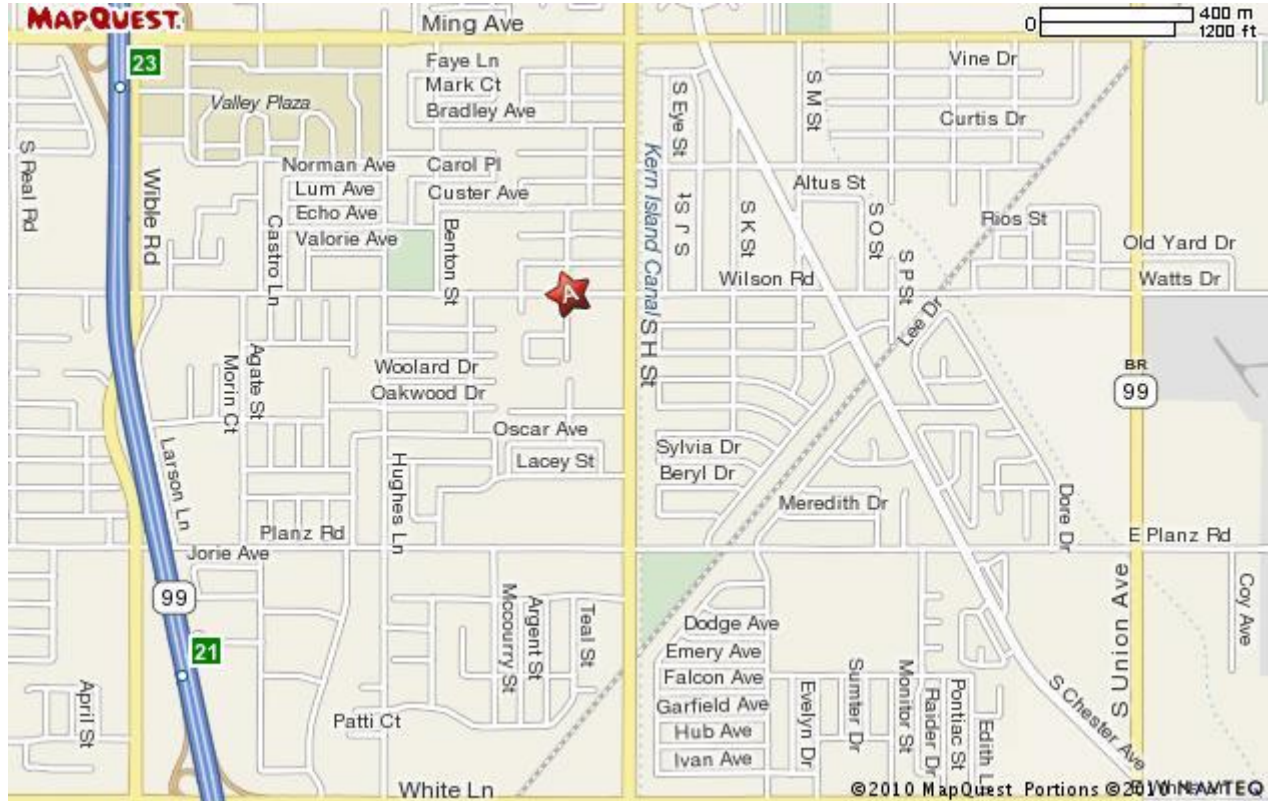 MAPQUEST.
Ming Ave
0
400 m
1200 ft
23
Faye Ln
Mark Ct
Bradley Ave
Vine Dr
Valley Plaza
S M St
S Eye St
Curtis Dr
S Real Rd
Kern Island Canal
Norman Ave
Carol Pl
Lum Ave
Custer Ave
Altus St
Echo Ave
Wible Rd
S J St
S K St
S O St
Rios St
Castro Ln
Valorie Ave
Benton St
Old Yard Dr
Wilson Rd
S P St
Watts Dr
A
Lee Dr
S H St
Agate St
Morin Ct
Woolard Dr
Oakwood Dr
BR
99
Oscar Ave
Larson Ln
Lacey St
Sylvia Dr
Beryl Dr
Hughes Ln
Meredith Dr
Dore Dr
Planz Rd
E Planz Rd
Jorie Ave
99
Mccourry St
Argent St
Teal St
S Union Ave
Coy Ave
21
Dodge Ave
Emery Ave
Falcon Ave
Garfield Ave
Hub Ave
Ivan Ave
Evelyn Dr
Sumter Dr
Monitor St
Raider Dr
Pontiac St
Edith L
S Chester Ave
April St
Patti Ct
White Ln
©2010 MapQuest Portions ©2010 NAVTEQ